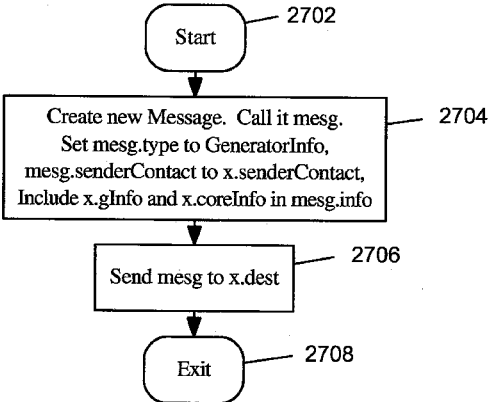 Start
2702
Create new Message. Call it mesg.
Set mesg.type to GeneratorInfo,
mesg.senderContact to x.senderContact,
Include x.gInfo and x.coreInfo in mesg.info
2704
Send mesg to x.dest
2706
Exit
2708